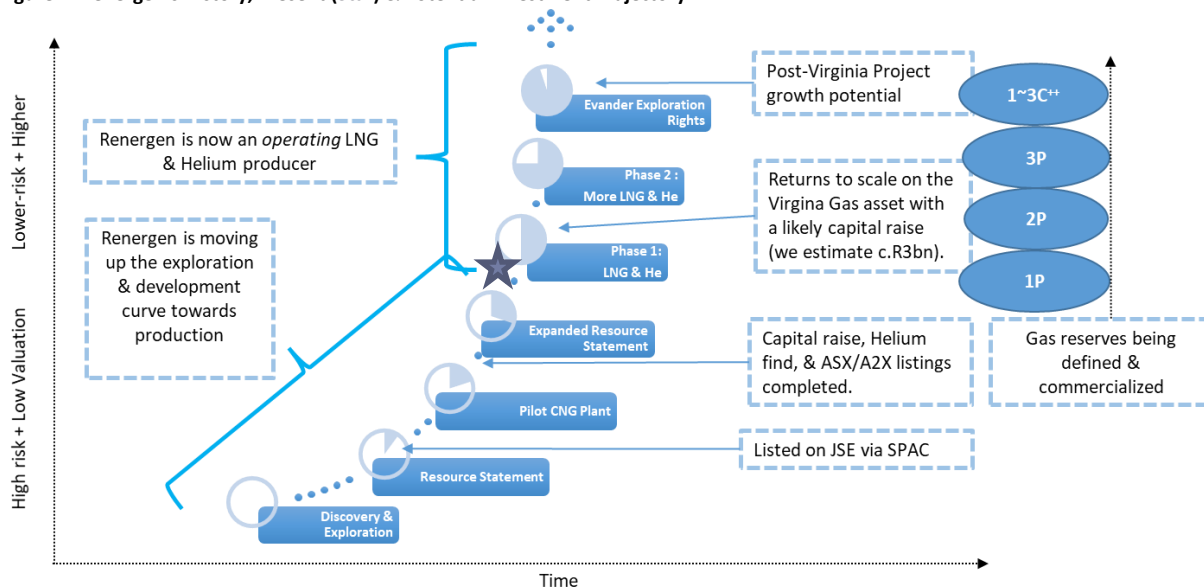 Post-Virginia Project
growth potential
1~3C++
Evander Exploration
Rights
Lower-risk + Higher
Renergen is now an operating LNG
& Helium producer
3P
Phase 2 :
More LNG & He
Returns to scale on the
Virgina Gas asset with
a likely capital raise
(we estimate c.R3bn).
2P
Renergen is moving
up the exploration
& development
curve towards
production
Phase 1:
LNG & He
1P
High risk + Low Valuation
Expanded Resource
Statement
Capital raise, Helium
find, & ASX/A2X listings
completed.
Gas reserves being
defined &
commercialized
Pilot CNG Plant
Listed on JSE via SPAC
Resource Statement
Discovery &
Exploration
Time